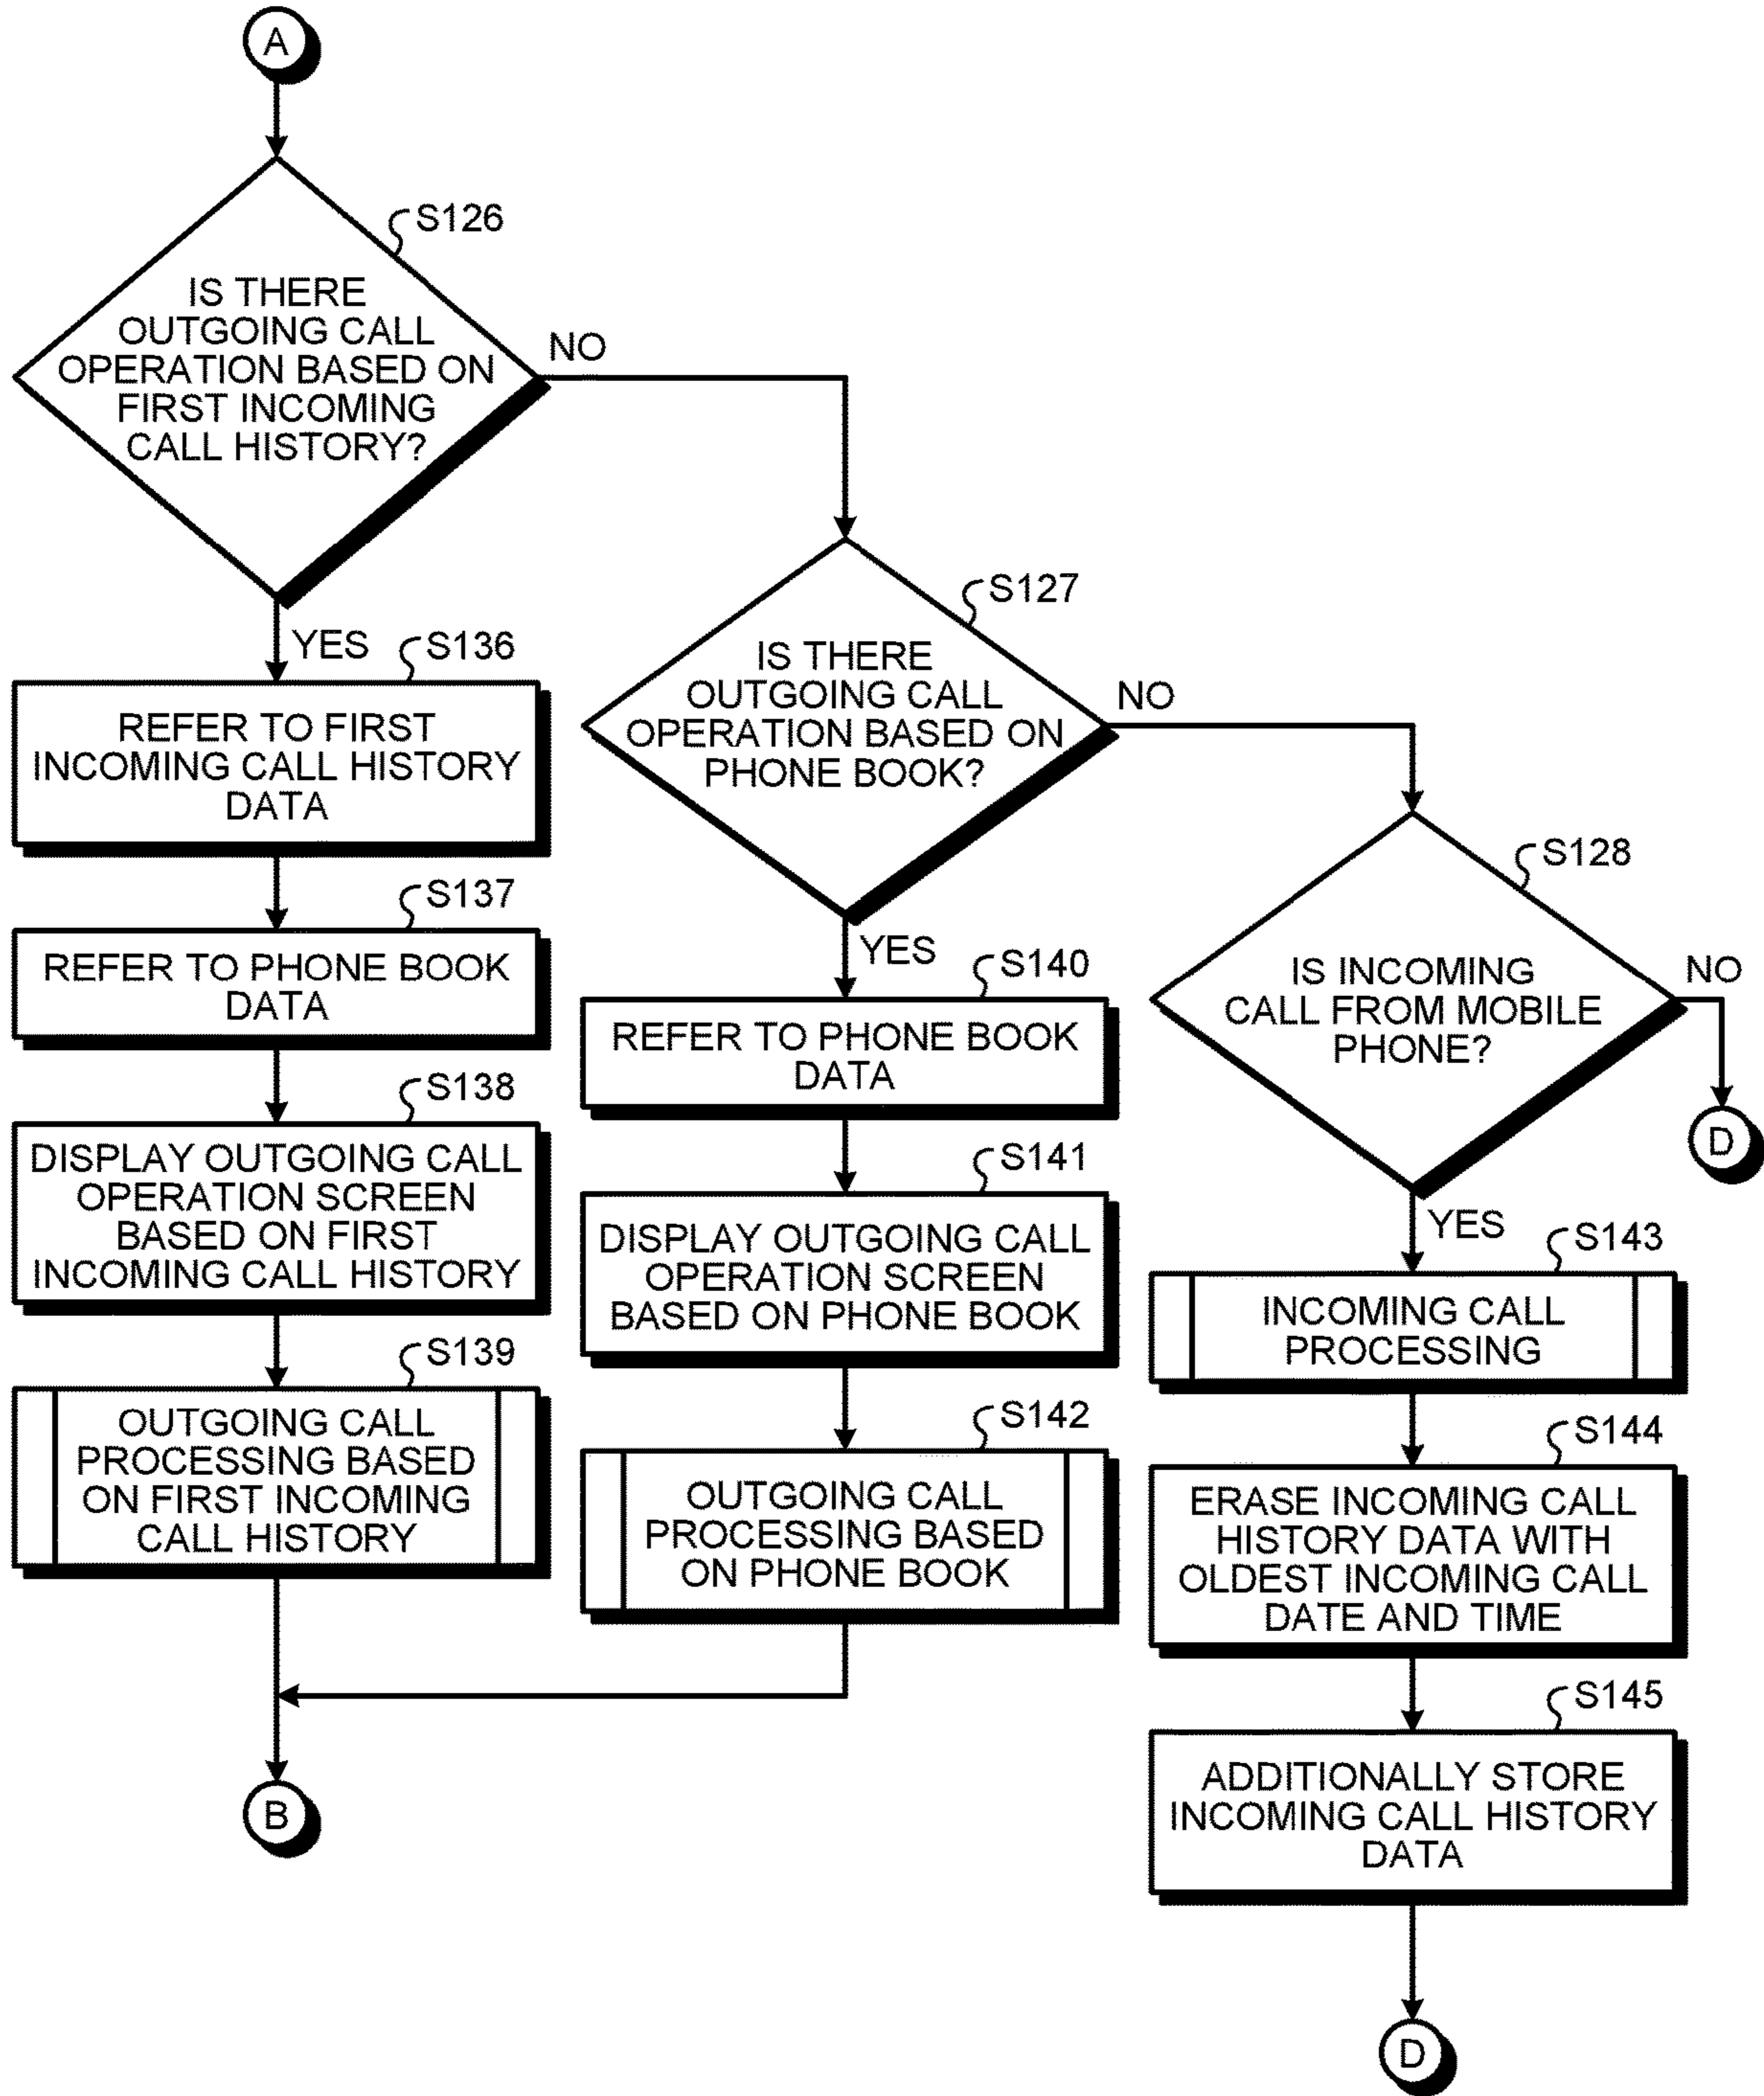 A
S126
IS THERE
OUTGOING CALL
OPERATION BASED ON
FIRST INCOMING
CALL HISTORY?
NO
YES
S136
REFER TO FIRST
INCOMING CALL HISTORY
DATA
S137
REFER TO PHONE BOOK
DATA
S138
DISPLAY OUTGOING CALL
OPERATION SCREEN
BASED ON FIRST
INCOMING CALL HISTORY
S139
OUTGOING CALL
PROCESSING BASED
ON FIRST INCOMING
CALL HISTORY
B
S127
IS THERE
OUTGOING CALL
OPERATION BASED ON
PHONE BOOK?
NO
YES
S140
REFER TO PHONE BOOK
DATA
S141
DISPLAY OUTGOING CALL
OPERATION SCREEN
BASED ON PHONE BOOK
S142
OUTGOING CALL
PROCESSING BASED
ON PHONE BOOK
S128
IS INCOMING
CALL FROM MOBILE
PHONE?
NO
D
YES
S143
INCOMING CALL
PROCESSING
S144
ERASE INCOMING CALL
HISTORY DATA WITH
OLDEST INCOMING CALL
DATE AND TIME
S145
ADDITIONALLY STORE
INCOMING CALL HISTORY
DATA
D